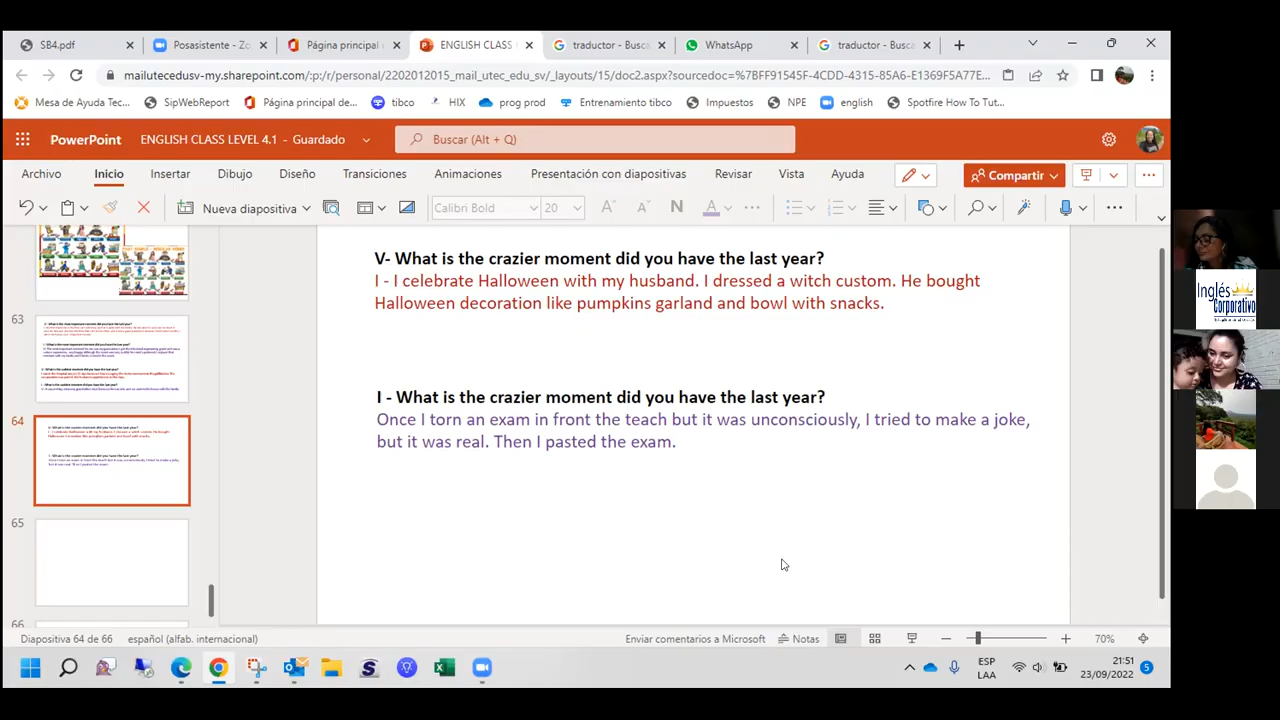 SB4.pdf
Posasistente - Zo
Página principal
ENGLISH CLASS
traductor - Busca
WhatsApp
traductor - Busca
mailutecedusv-my.sharepoint.com/:p:/r/personal/2202012015_mail_utec_edu_sv/_layouts/15/doc2.aspx?sourcedoc=%7BFF91545F-4CDD-4315-85A6-E1369F5A77E...
Mesa de Ayuda Tec...
SipWebReport
Página principal de...
tibco
HIX
prog prod
Entrenamiento tibco
Impuestos
NPE
english
Spotfire How To Tut...
PowerPoint
ENGLISH CLASS LEVEL 4.1 - Guardado
Buscar (Alt + Q)
Archivo
Inicio
Insertar
Dibujo
Diseño
Transiciones
Animaciones
Presentación con diapositivas
Revisar
Vista
Ayuda
Compartir
Nueva diapositiva
Calibri Bold
20
N
V- What is the crazier moment did you have the last year?
I - I celebrate Halloween with my husband. I dressed a witch custom. He bought
Halloween decoration like pumpkins garland and bowl with snacks.
I - What is the crazier moment did you have the last year?
Once I torn an exam in front the teach but it was unconsciously, I tried to make a joke,
but it was real. Then I pasted the exam.
63
64
65
66
Inglés
Corporativo
Diapositiva 64 de 66
español (alfab. internacional)
Enviar comentarios a Microsoft
Notas
70%
ESP
LAA
21:51
23/09/2022
5